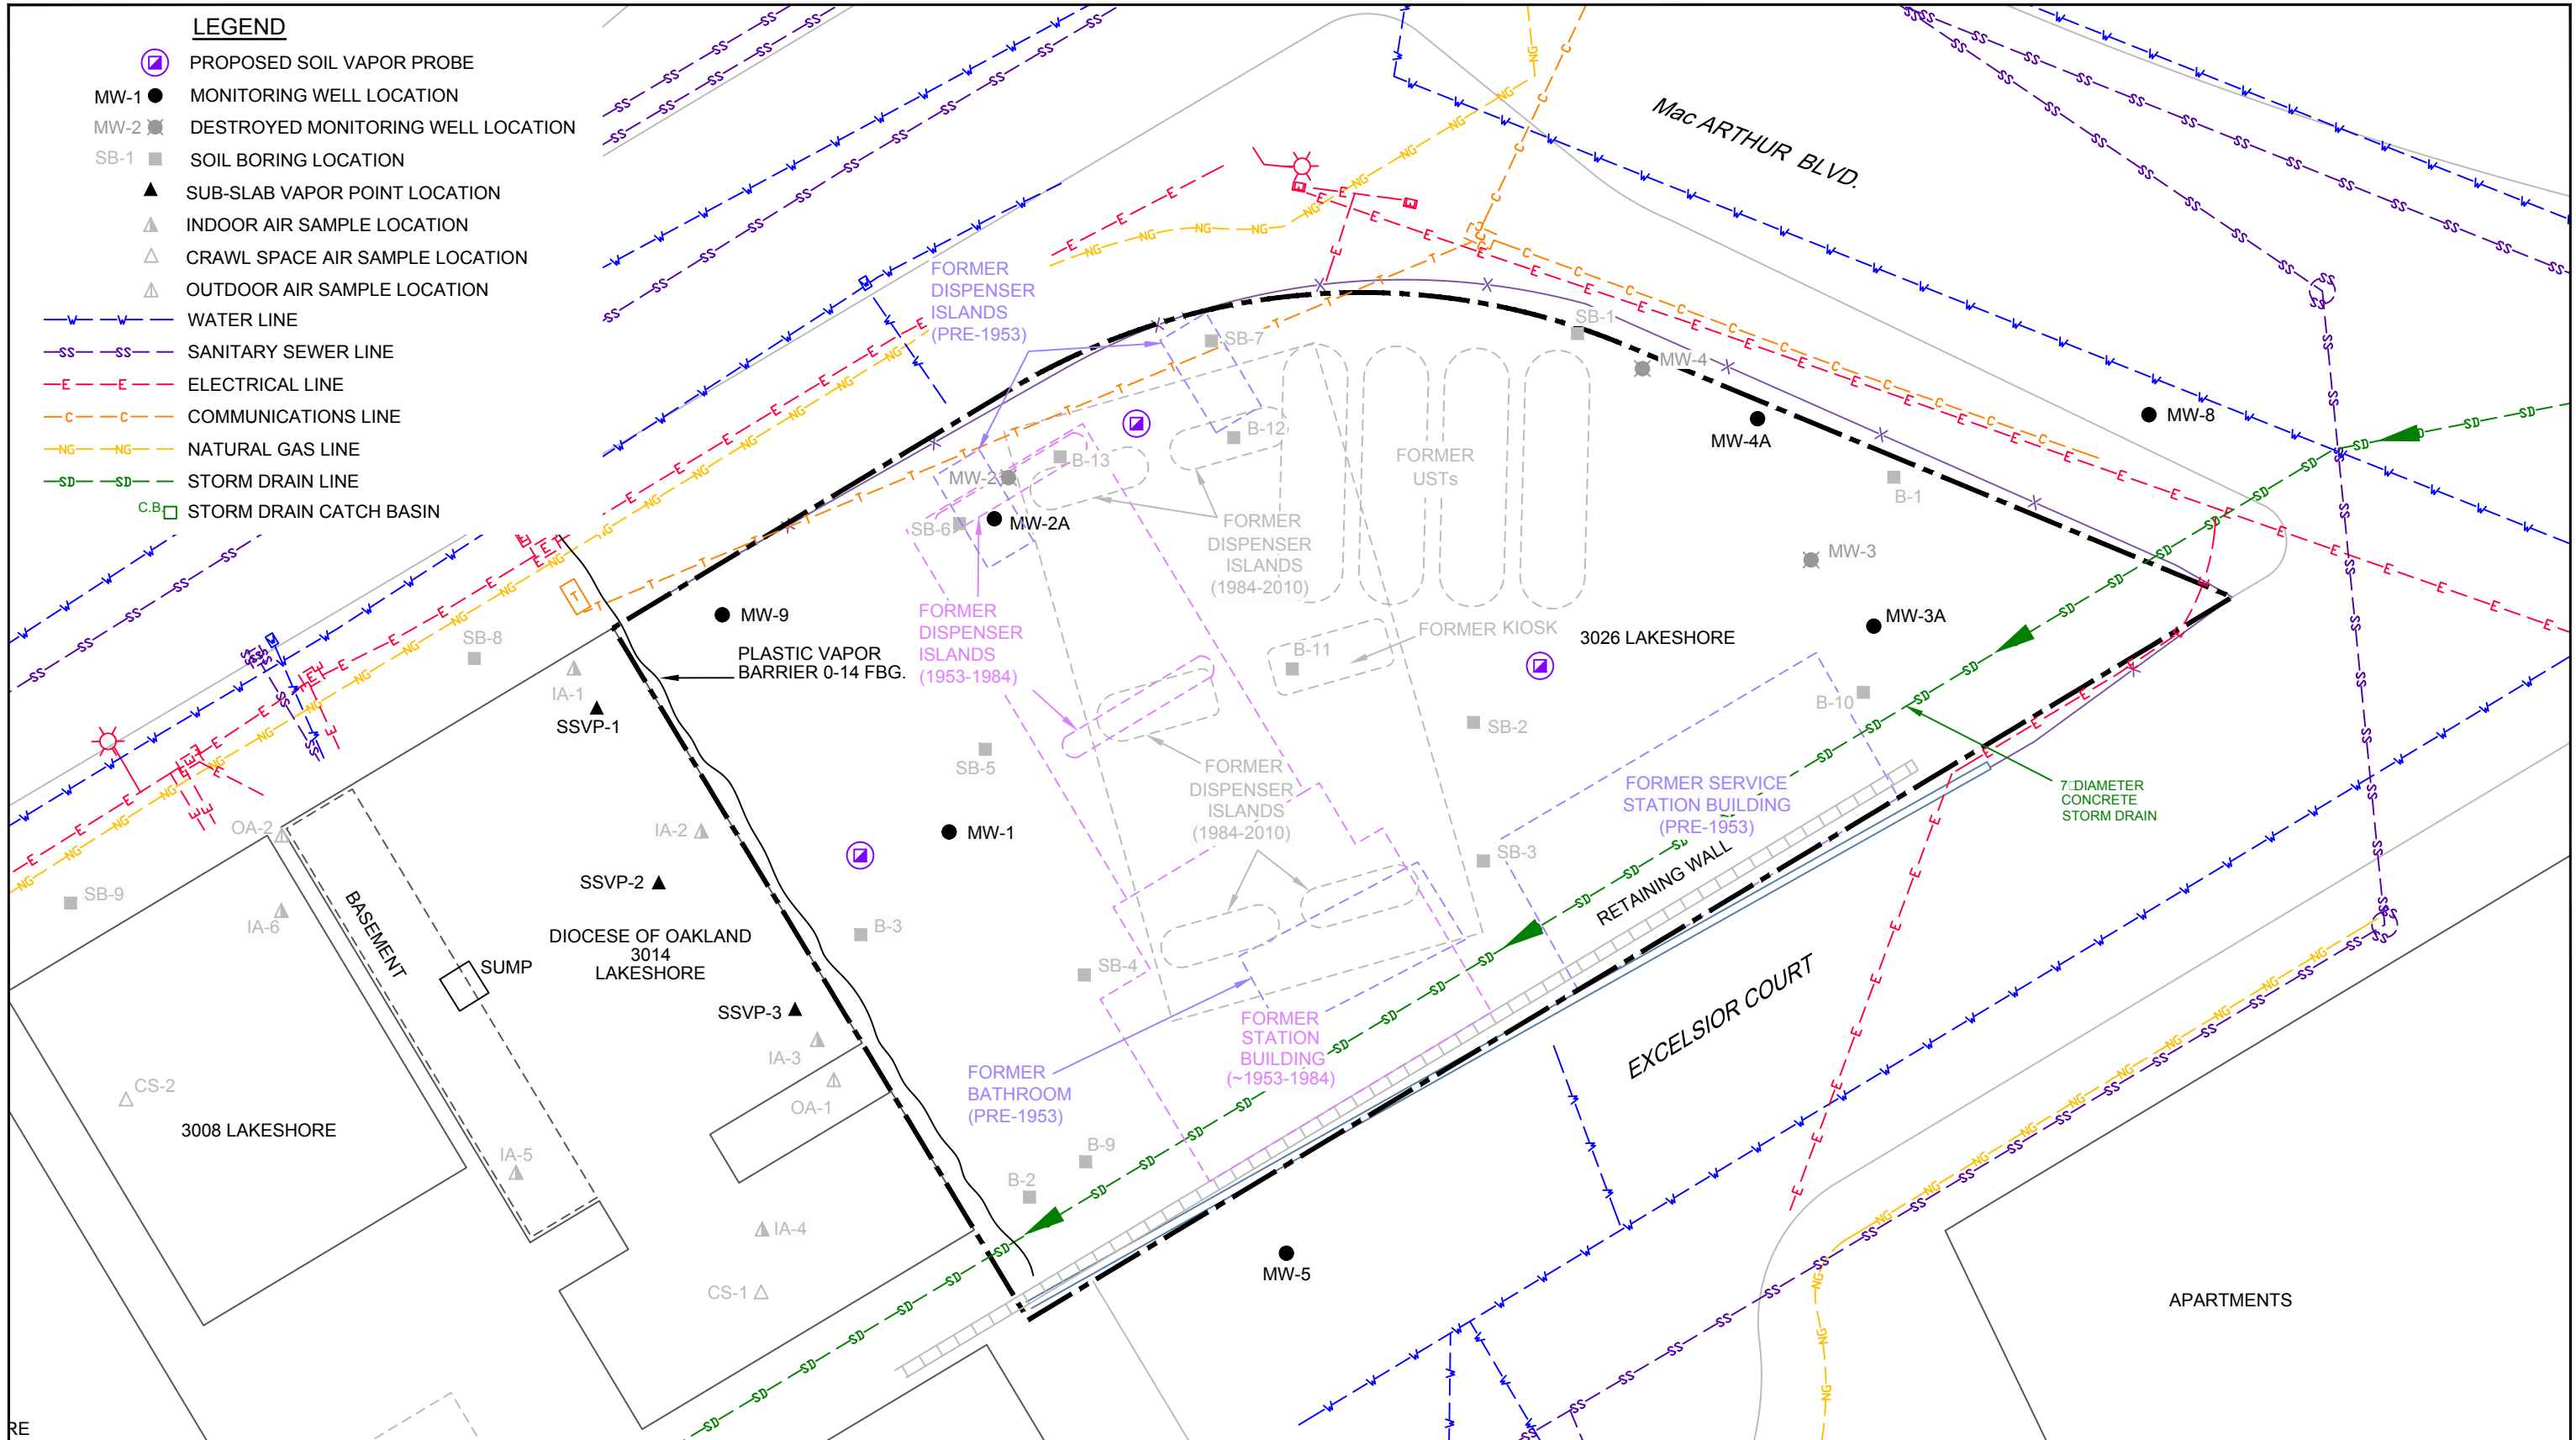 LEGEND
PROPOSED SOIL VAPOR PROBE
MW-1 MONITORING WELL LOCATION
MW-2 DESTROYED MONITORING WELL LOCATION
SB-1 SOIL BORING LOCATION
SUB-SLAB VAPOR POINT LOCATION
INDOOR AIR SAMPLE LOCATION
CRAWL SPACE AIR SAMPLE LOCATION
OUTDOOR AIR SAMPLE LOCATION
W W WATER LINE
SS SS SANITARY SEWER LINE
E E ELECTRICAL LINE
C C COMMUNICATIONS LINE
NG NG NATURAL GAS LINE
SD SD STORM DRAIN LINE
C.B. STORM DRAIN CATCH BASIN
Mac ARTHUR BLVD.
FORMER
DISPENSER
ISLANDS
(PRE-1953)
SB-7
SB-1
MW-4
MW-4A
MW-8
B-12
B-13
MW-2
FORMER
USTs
B-1
SB-6
MW-2A
FORMER
DISPENSER
ISLANDS
(1984-2010)
MW-3
MW-9
FORMER
DISPENSER
ISLANDS
(1953-1984)
FORMER KIOSK
3026 LAKESHORE
MW-3A
SB-8
PLASTIC VAPOR
BARRIER 0-14 FBG.
B-11
IA-1
SSVP-1
B-10
SB-2
SB-5
FORMER
DISPENSER
ISLANDS
(1984-2010)
FORMER SERVICE
STATION BUILDING
(PRE-1953)
7 DIAMETER
CONCRETE
STORM DRAIN
OA-2
IA-2
MW-1
SB-3
RETAINING WALL
SSVP-2
SB-9
IA-6
BASEMENT
B-3
DIOCESE OF OAKLAND
3014
LAKESHORE
SUMP
SB-4
SSVP-3
EXCELSIOR COURT
FORMER
STATION
BUILDING
(~1953-1984)
IA-3
FORMER
BATHROOM
(PRE-1953)
CS-2
OA-1
3008 LAKESHORE
B-9
IA-5
B-2
IA-4
MW-5
CS-1
APARTMENTS
RE